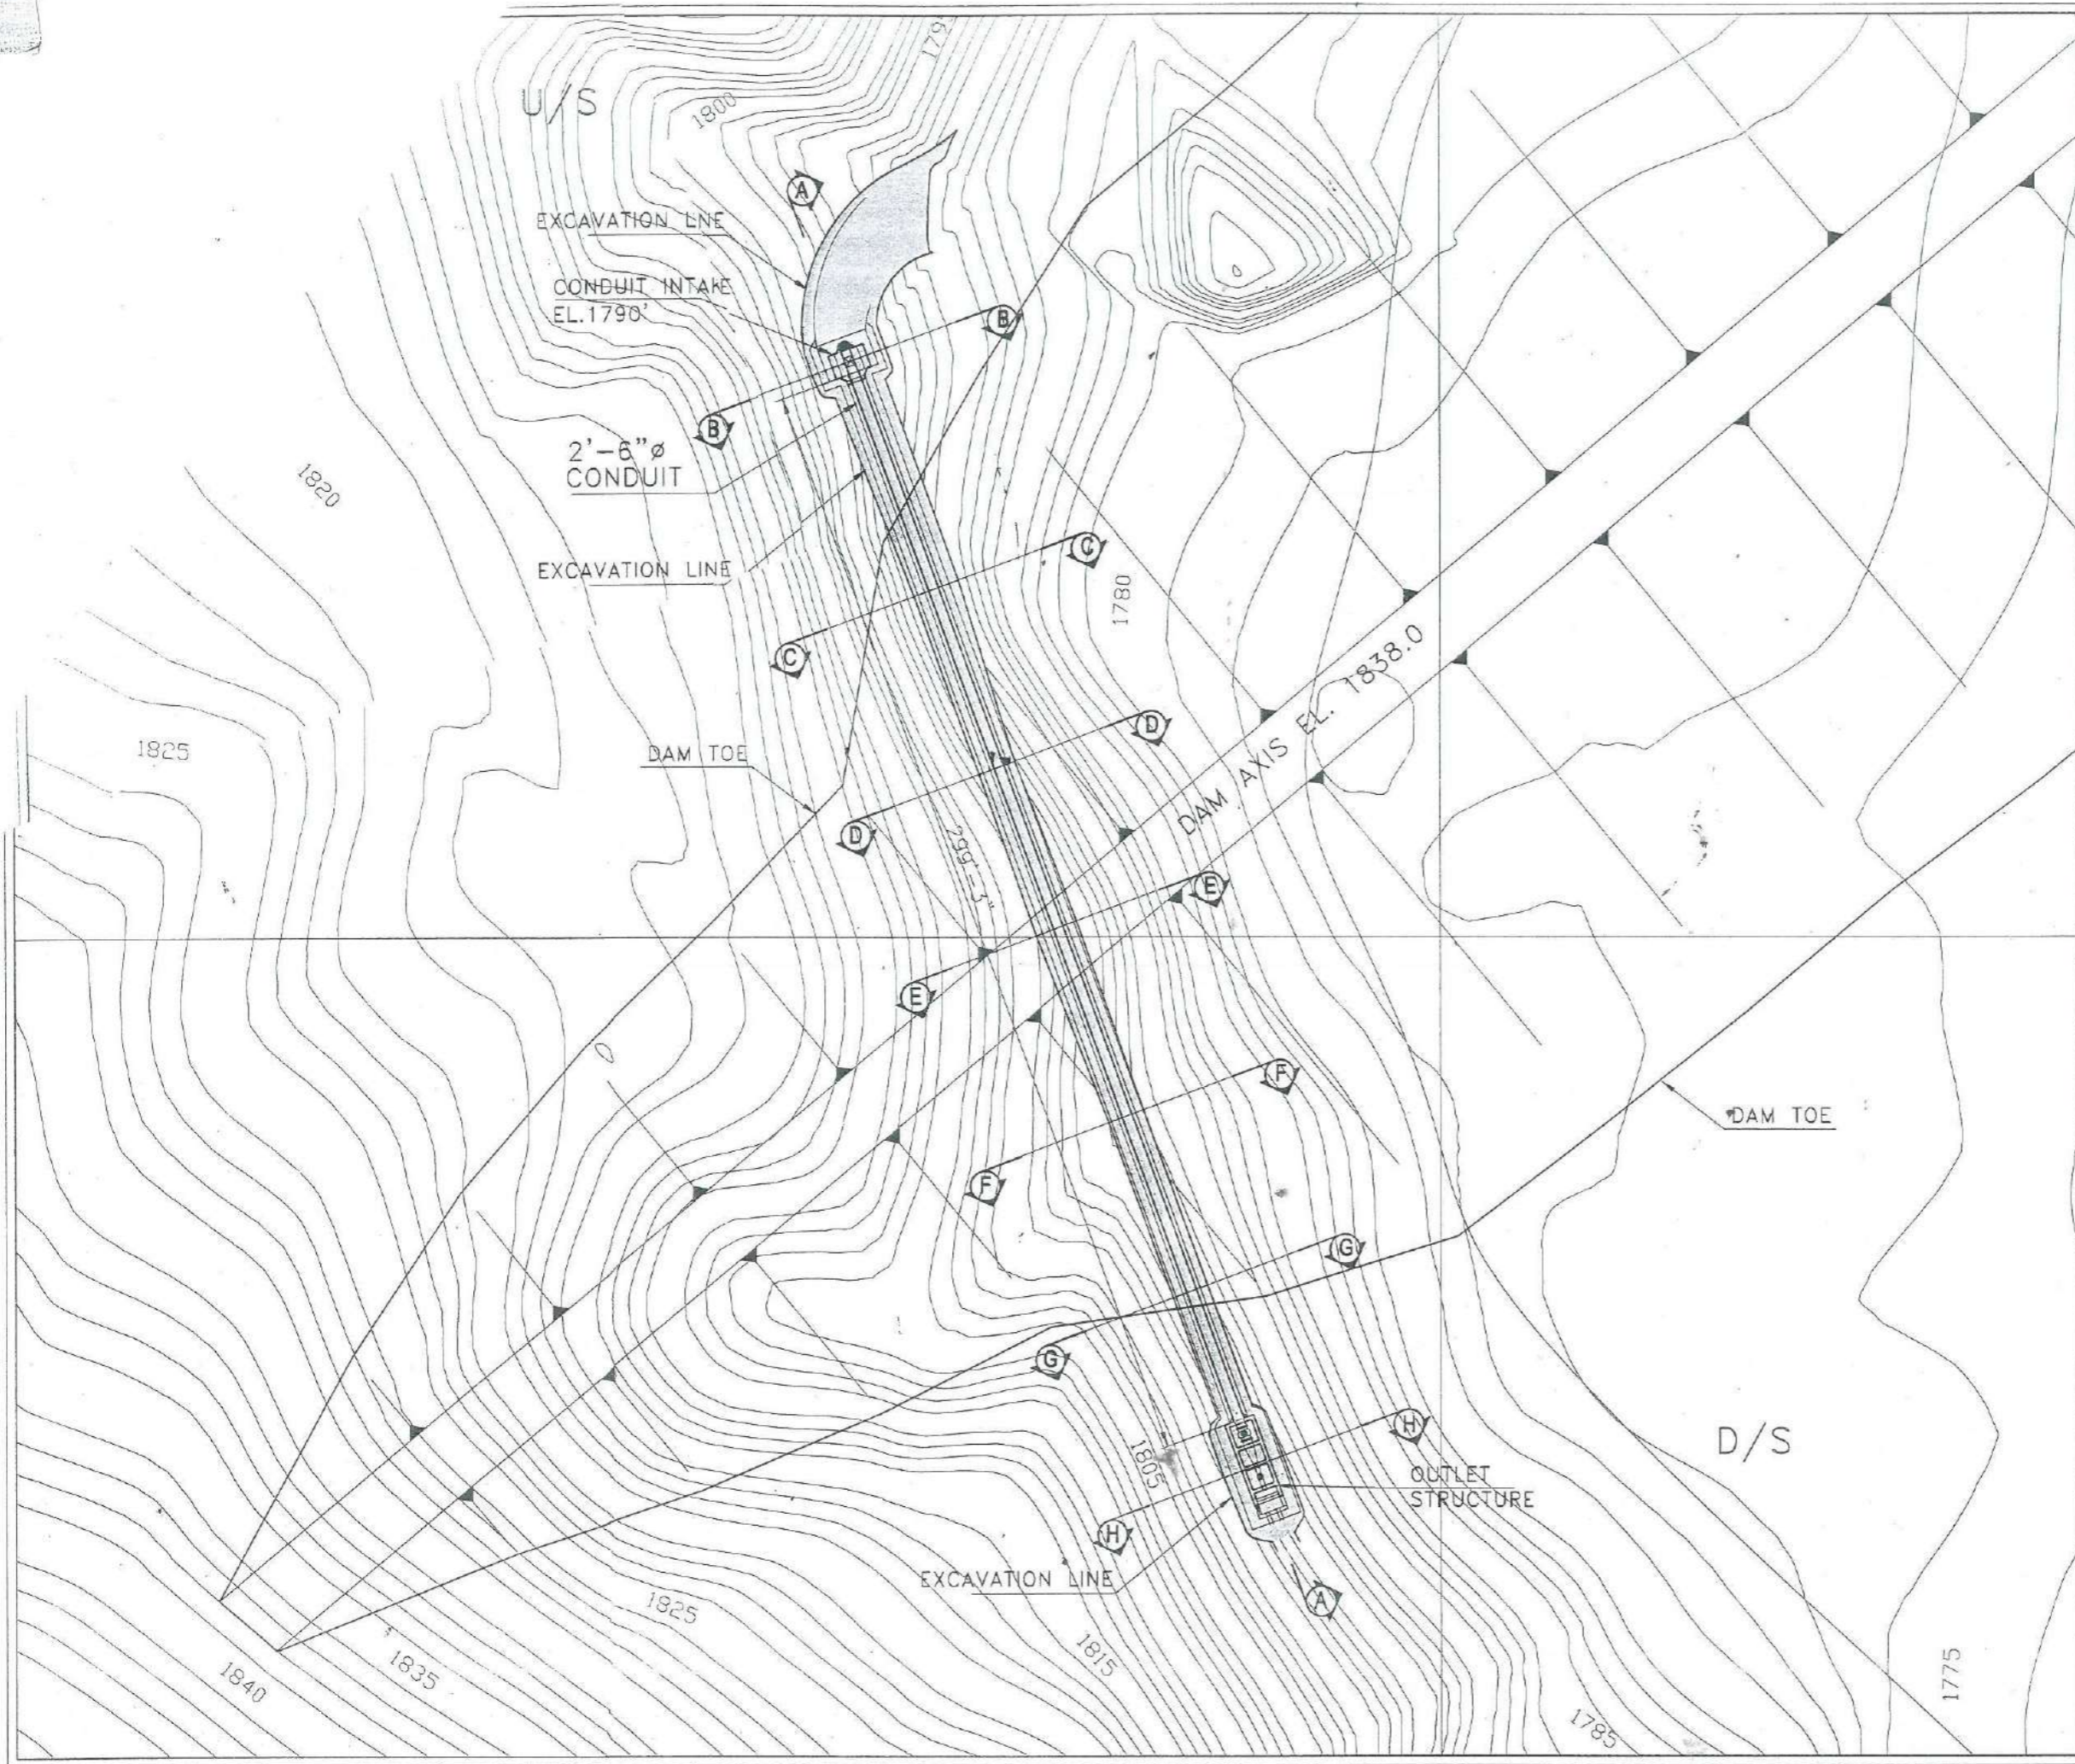 179
U/S
1800
A
EXCAVATION LNE
CONDUIT INTAKE
EL.1790'
B
B
2'-6"ø
CONDUIT
1820
EXCAVATION LINE
C
1780
C
DAM AXIS EL. 1838.0
D
1825
DAM TOE
D
299'-3"
E
E
F
DAM TOE
F
G
G
H
D/S
1805
OUTLET
STRUCTURE
H
EXCAVATION LINE
A
1825
1815
1835
1840
1775
1785